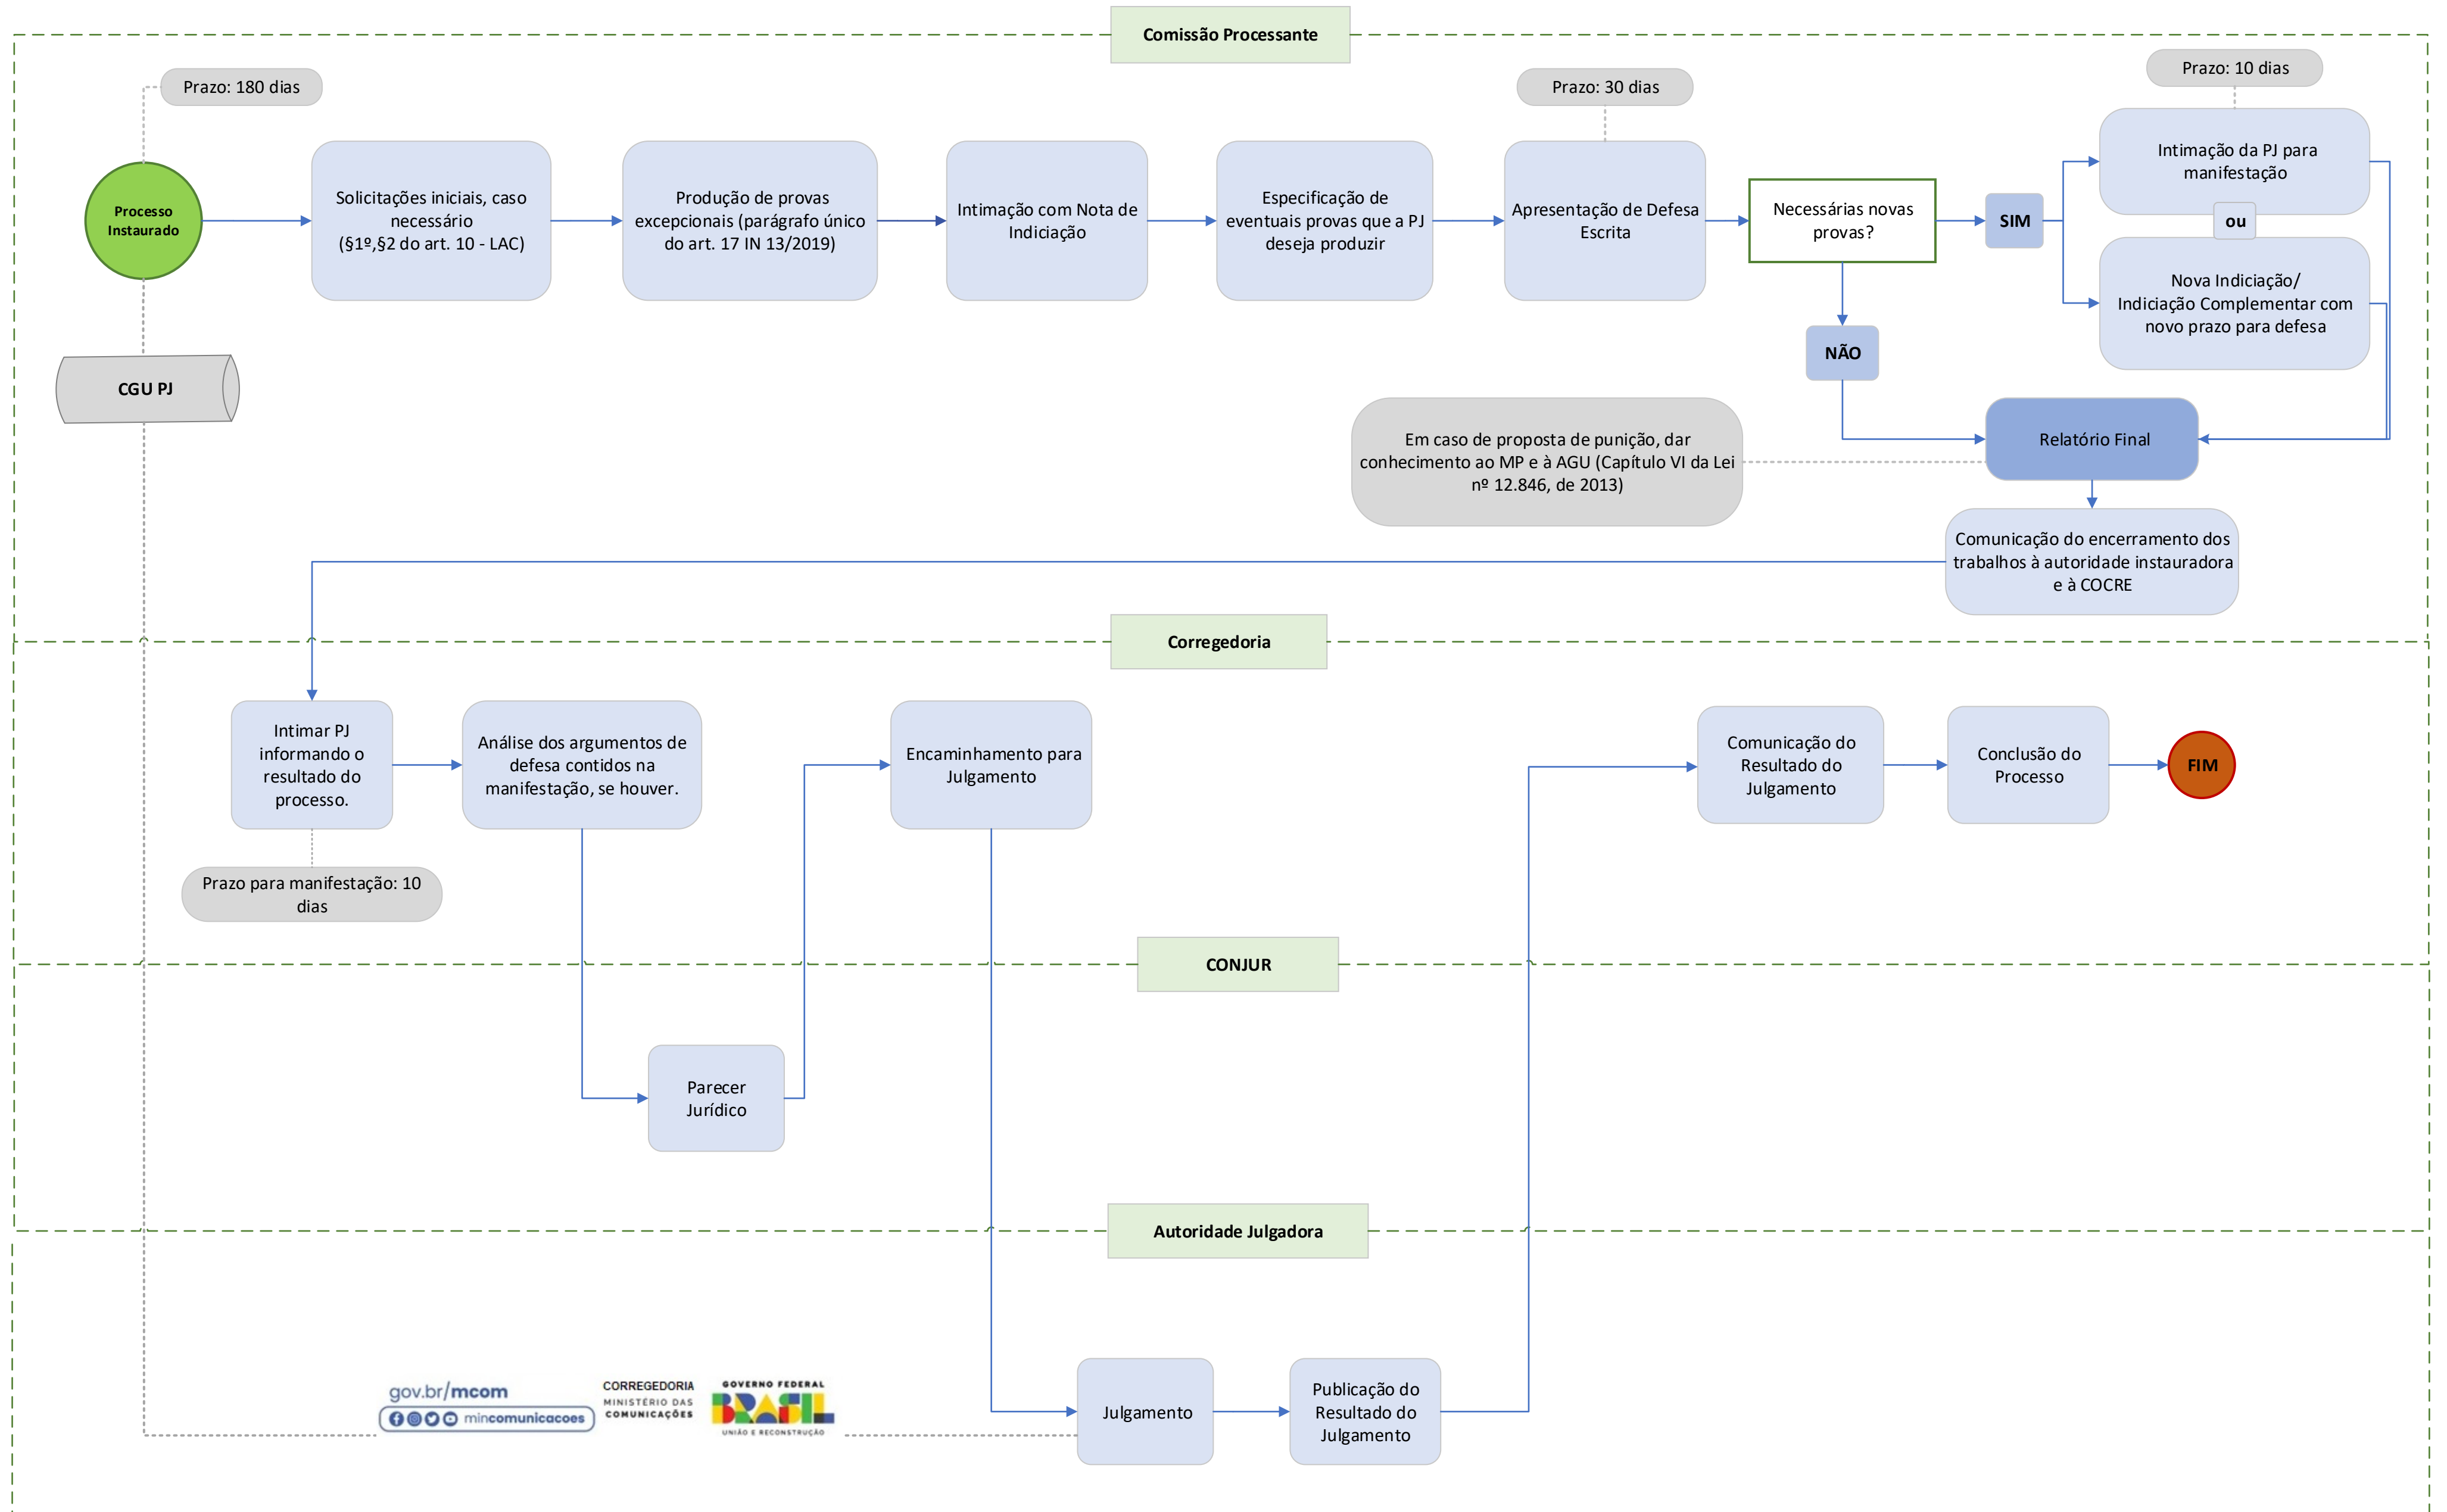 Comissão Processante
Prazo: 180 dias
Prazo: 30 dias
Prazo: 10 dias
Processo
Instaurado
Solicitações iniciais, caso
necessário
(§1º,§2 do art. 10 - LAC)
Produção de provas
excepcionais (parágrafo único
do art. 17 IN 13/2019)
Intimação com Nota de
Indiciação
Especificação de
eventuais provas que a PJ
deseja produzir
Apresentação de Defesa
Escrita
Necessárias novas
provas?
SIM
Intimação da PJ para
manifestação
ou
Nova Indiciação/
Indiciação Complementar com
novo prazo para defesa
NÃO
CGU PJ
Em caso de proposta de punição, dar
conhecimento ao MP e à AGU (Capítulo VI da Lei
nº 12.846, de 2013)
Relatório Final
Comunicação do encerramento dos
trabalhos à autoridade instauradora
e à COCRE
Corregedoria
Intimar PJ
informando o
resultado do
processo.
Análise dos argumentos de
defesa contidos na
manifestação, se houver.
Encaminhamento para
Julgamento
Comunicação do
Resultado do
Julgamento
Conclusão do
Processo
FIM
Prazo para manifestação: 10
dias
CONJUR
Parecer
Jurídico
Autoridade Julgadora
gov.br/mcom
mincomunicacoes
CORREGEDORIA
MINISTÉRIO DAS
COMUNICAÇÕES
GOVERNO FEDERAL
BRASIL
UNIÃO E RECONSTRUÇÃO
Julgamento
Publicação do
Resultado do
Julgamento